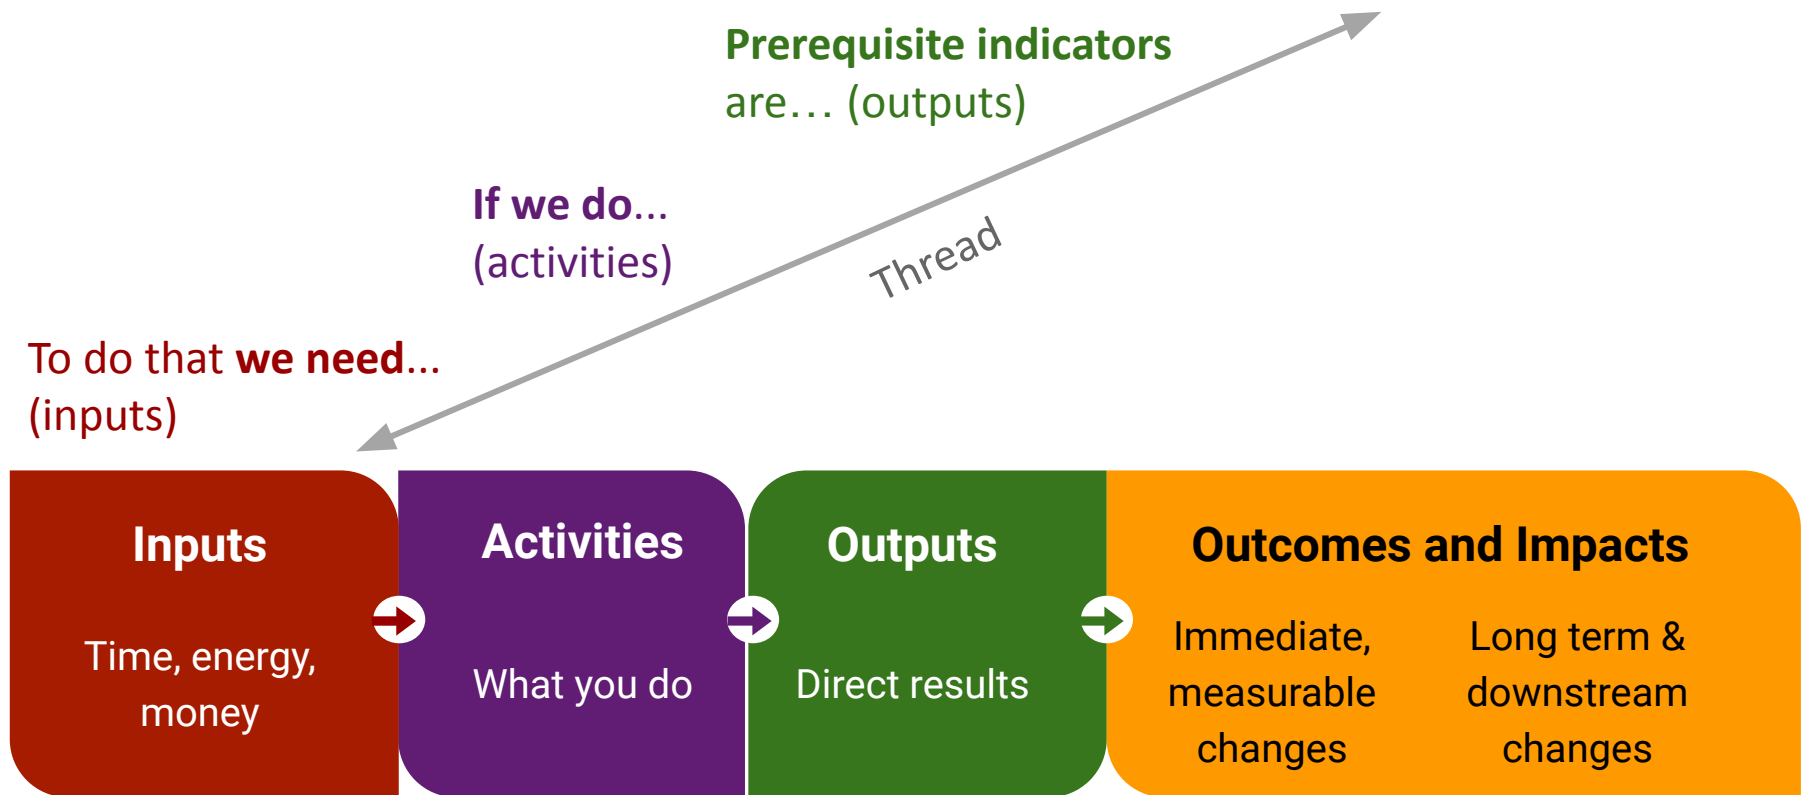 Prerequisite indicators
are… (outputs)
If we do...
(activities)
Thread
To do that we need...
(inputs)
Inputs
Time, energy,
money
Activities
What you do
Outputs
Direct results
Outcomes and Impacts
Immediate,
measurable
changes
Long term &
downstream
changes